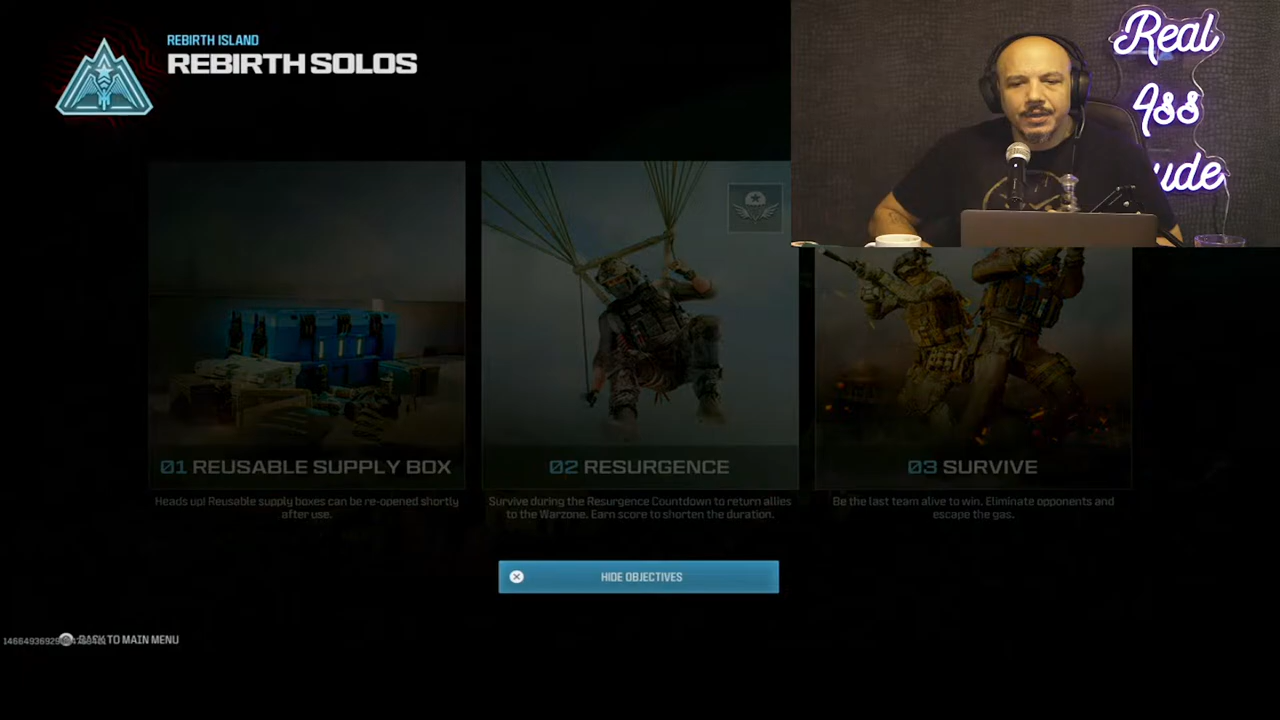 REBIRTH ISLAND
REBIRTH SOLOS
Real
Ass
ude
01 REUSABLE SUPPLY BOX
Heads up! Reusable supply boxes can be re-opened shortly
after use.
02 RESURGENCE
Survive during the Resurgence Countdown to return allies
to the Warzone. Earn score to shorten the duration.
03 SURVIVE
Be the last team alive to win. Eliminate opponents and
escape the gas.
HIDE OBJECTIVES
BACK TO MAIN MENU